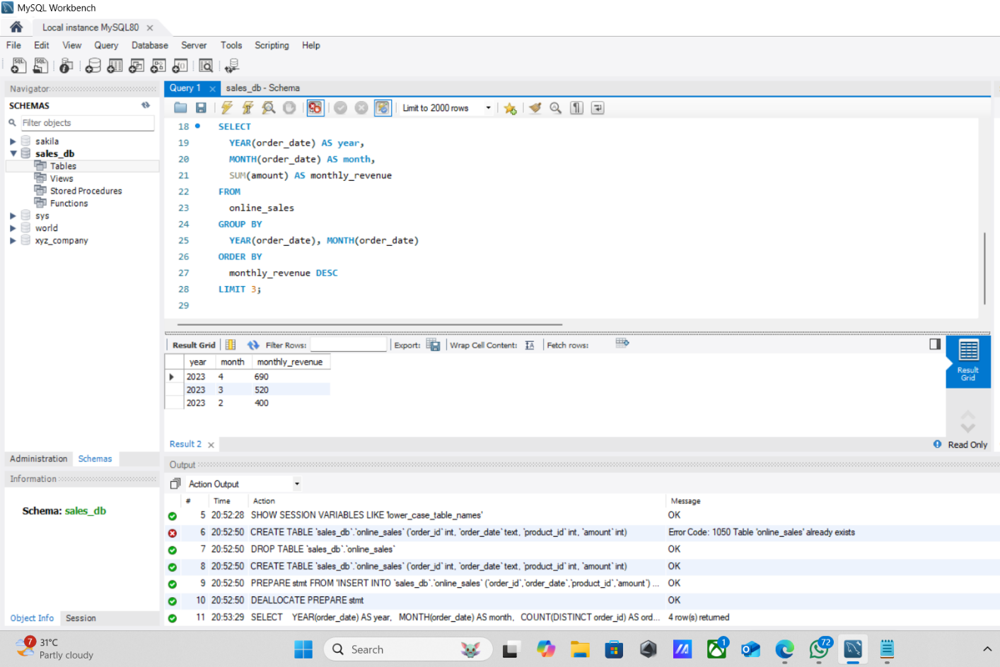 MySQL Workbench
Local instance MySQL80
File Edit View Query Database Server Tools Scripting Help
Navigator
SCHEMAS
Filter objects
sakila
sales_db
Tables
Views
Stored Procedures
Functions
sys
world
xyz_company
Administration Schemas
Information
Schema: sales_db
Object Info Session
Query 1 sales_db - Schema
Limit to 2000 rows
18 SELECT
19 YEAR(order_date) AS year,
20 MONTH(order_date) AS month,
21 SUM(amount) AS monthly_revenue
22 FROM
23 online_sales
24 GROUP BY
25 YEAR(order_date), MONTH(order_date)
26 ORDER BY
27 monthly_revenue DESC
28 LIMIT 3;
29
Result Grid Filter Rows: Export: Wrap Cell Content: Fetch rows:
year month monthly_revenue
2023 4 690
2023 3 520
2023 2 400
Result Grid
Result 2 Read Only
Output
Action Output
# Time Action Message
5 20:52:28 SHOW SESSION VARIABLES LIKE 'lower_case_table_names' OK
6 20:52:50 CREATE TABLE `sales_db`.`online_sales` (`order_id` int, `order_date` text, `product_id` int, `amount` int) Error Code: 1050 Table 'online_sales' already exists
7 20:52:50 DROP TABLE `sales_db`.`online_sales` OK
8 20:52:50 CREATE TABLE `sales_db`.`online_sales` (`order_id` int, `order_date` text, `product_id` int, `amount` int) OK
9 20:52:50 PREPARE stmt FROM 'INSERT INTO `sales_db`.`online_sales` (`order_id`,`order_date`,`product_id`,`amount`) ... OK
10 20:52:50 DEALLOCATE PREPARE stmt OK
11 20:53:29 SELECT YEAR(order_date) AS year, MONTH(order_date) AS month, COUNT(DISTINCT order_id) AS ord... 4 row(s) returned
7
31°C
Partly cloudy
Search
1
72